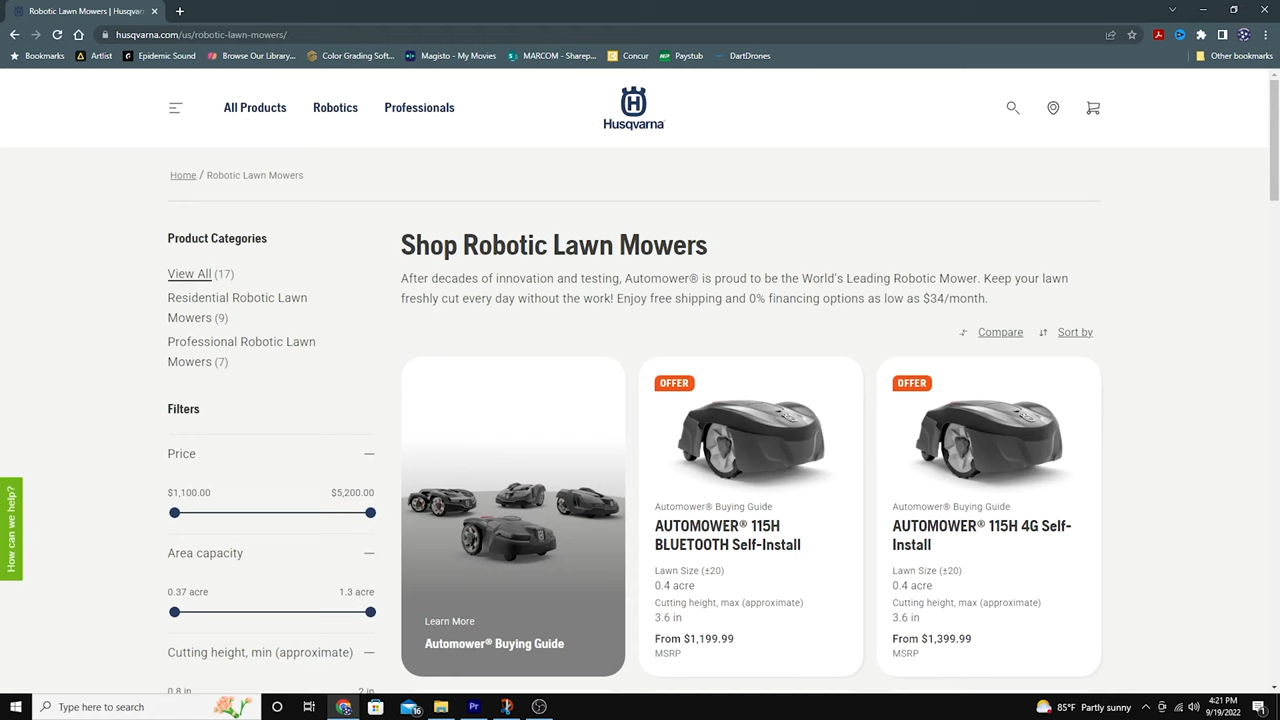 Robotic Lawn Mowers | Husqvarna
husqvarna.com/us/robotic-lawn-mowers/
Bookmarks
Artlist
Epidemic Sound
Browse Our Library...
Color Grading Soft...
Magisto - My Movies
MARCOM - Sharep...
Concur
Paystub
DartDrones
Other bookmarks
All Products
Robotics
Professionals
Husqvarna
Home / Robotic Lawn Mowers
Product Categories
View All (17)
Residential Robotic Lawn
Mowers (9)
Professional Robotic Lawn
Mowers (7)
Filters
Price
$1,100.00
$5,200.00
Area capacity
0.37 acre
1.3 acre
Cutting height, min (approximate)
0.8 in
2 in
How can we help?
Shop Robotic Lawn Mowers
After decades of innovation and testing, Automower® is proud to be the World's Leading Robotic Mower. Keep your lawn
freshly cut every day without the work! Enjoy free shipping and 0% financing options as low as $34/month.
Compare
Sort by
Learn More
Automower® Buying Guide
OFFER
Automower® Buying Guide
AUTOMOWER® 115H
BLUETOOTH Self-Install
Lawn Size (±20)
0.4 acre
Cutting height, max (approximate)
3.6 in
From $1,199.99
MSRP
OFFER
Automower® Buying Guide
AUTOMOWER® 115H 4G Self-
Install
Lawn Size (±20)
0.4 acre
Cutting height, max (approximate)
3.6 in
From $1,399.99
MSRP
Type here to search
16
Pr
85°F Partly sunny
4:21 PM
9/19/2022